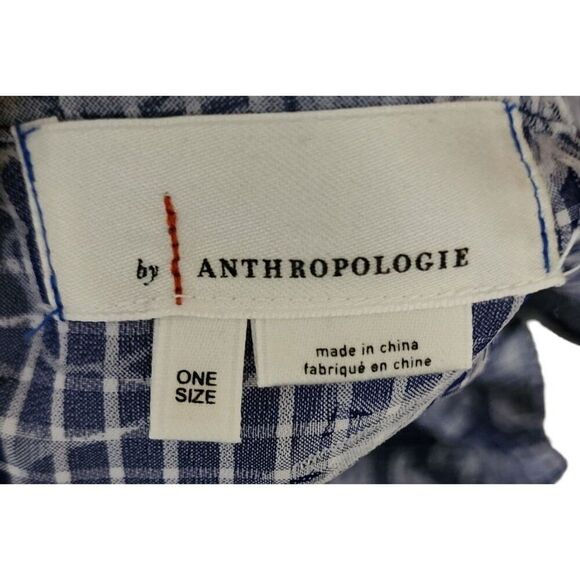 by ANTHROPOLOGIE
ONE
SIZE
made in china
fabriqué en chine